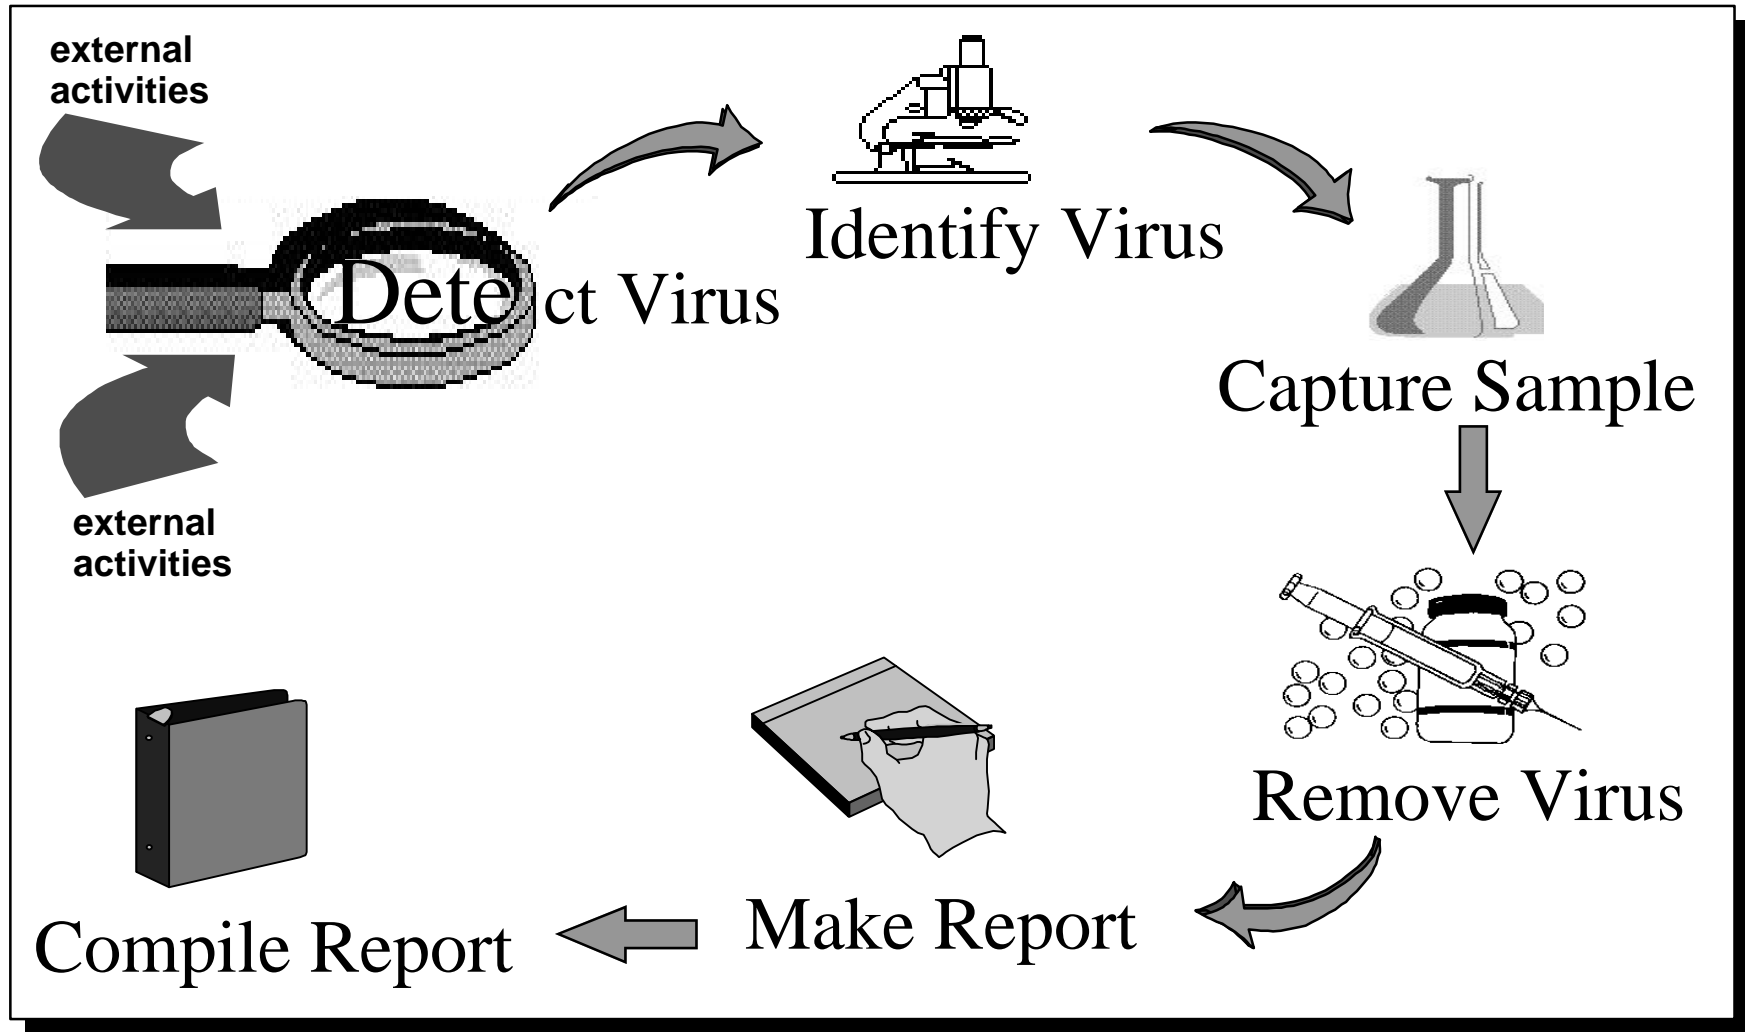 external
activities
Detect Virus
Identify Virus
Capture Sample
external
activities
Remove Virus
Make Report
Compile Report